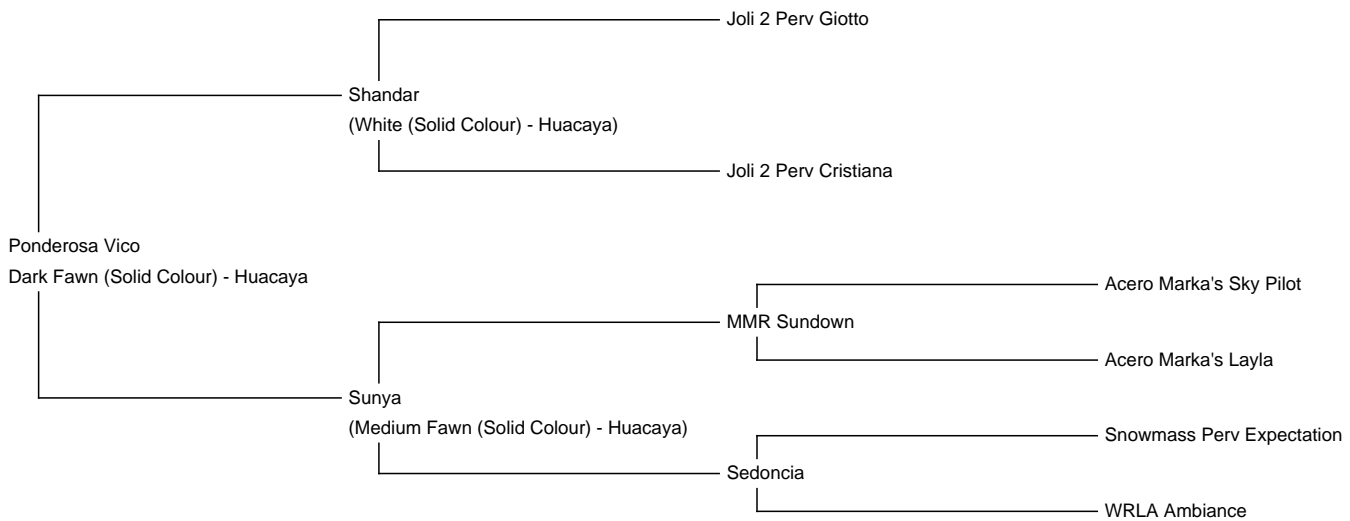 Joli 2 Perv Giotto
Shandar
(White (Solid Colour) - Huacaya)
Joli 2 Perv Cristiana
Ponderosa Vico
Dark Fawn (Solid Colour) - Huacaya
Acero Marka's Sky Pilot
MMR Sundown
Acero Marka's Layla
Sunya
(Medium Fawn (Solid Colour) - Huacaya)
Snowmass Perv Expectation
Sedoncia
WRLA Ambiance